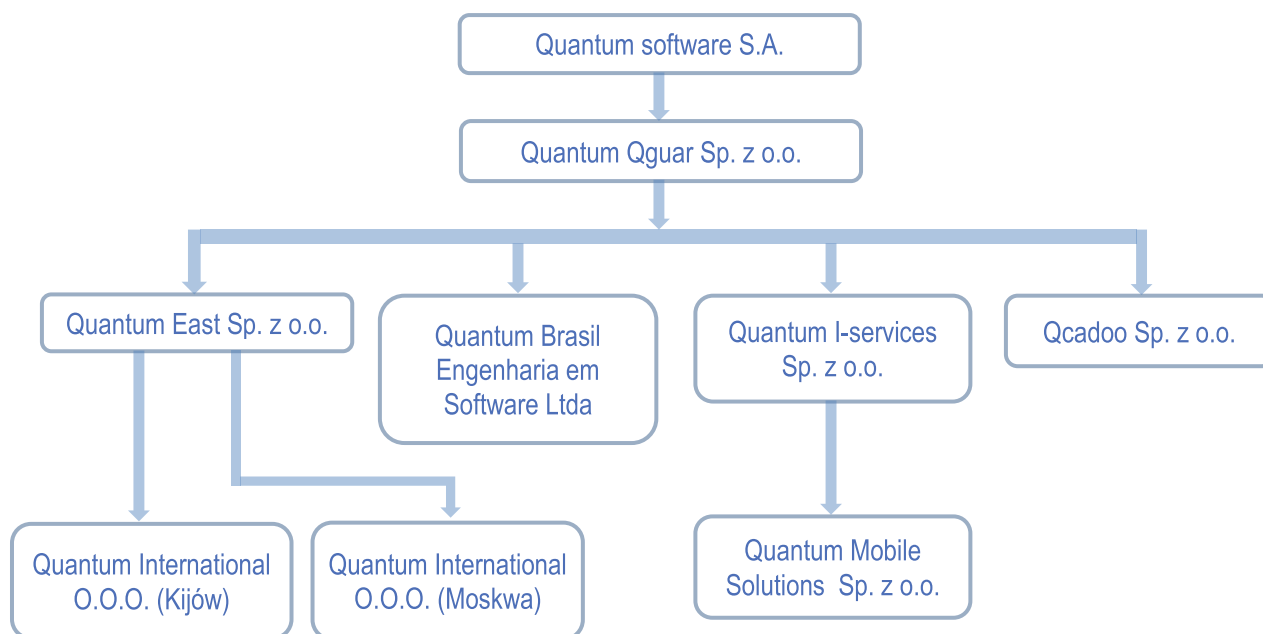 Quantum software S.A.
Quantum Qguar Sp. z o.o.
Quantum East Sp. z o.o.
Quantum Brasil
Engenharia em
Software Ltda
Quantum I-services
Sp. z o.o.
Qcadoo Sp. z o.o.
Quantum International
O.O.O. (Kijów)
Quantum International
O.O.O. (Moskwa)
Quantum Mobile
Solutions Sp. z o.o.